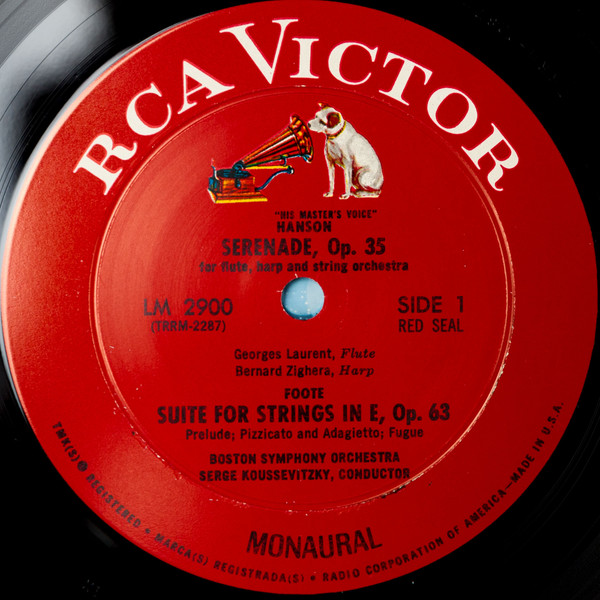 RCA VICTOR
"HIS MASTER'S VOICE"
HANSON
SERENADE, Op. 35
for flute, harp and string orchestra
LM 2900
(TRRM-2287)
SIDE 1
RED SEAL
Georges Laurent, Flute
Bernard Zighera, Harp
FOOTE
SUITE FOR STRINGS IN E, Op. 63
Prelude; Pizzicato and Adagietto; Fugue
BOSTON SYMPHONY ORCHESTRA
SERGE KOUSSEVITZKY, CONDUCTOR
MONAURAL
TMK(S) ® REGISTERED • MARCA(S) REGISTRADA(S) • RADIO CORPORATION OF AMERICA—MADE IN U.S.A.